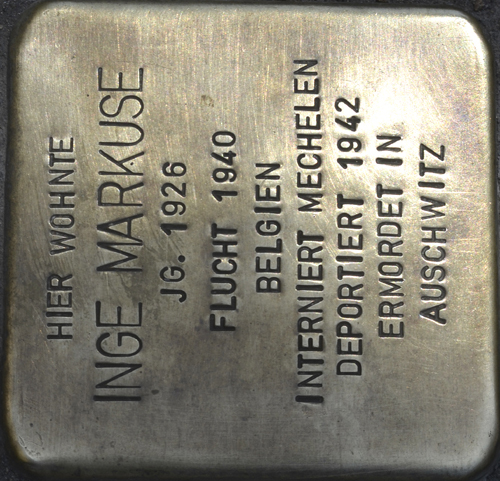 HIER WOHNTE
INGE MARKUSE
JG. 1926
FLUCHT 1940
BELGIEN
INTERNIERT MECHELEN
DEPORTIERT 1942
ERMORDET IN
AUSCHWITZ